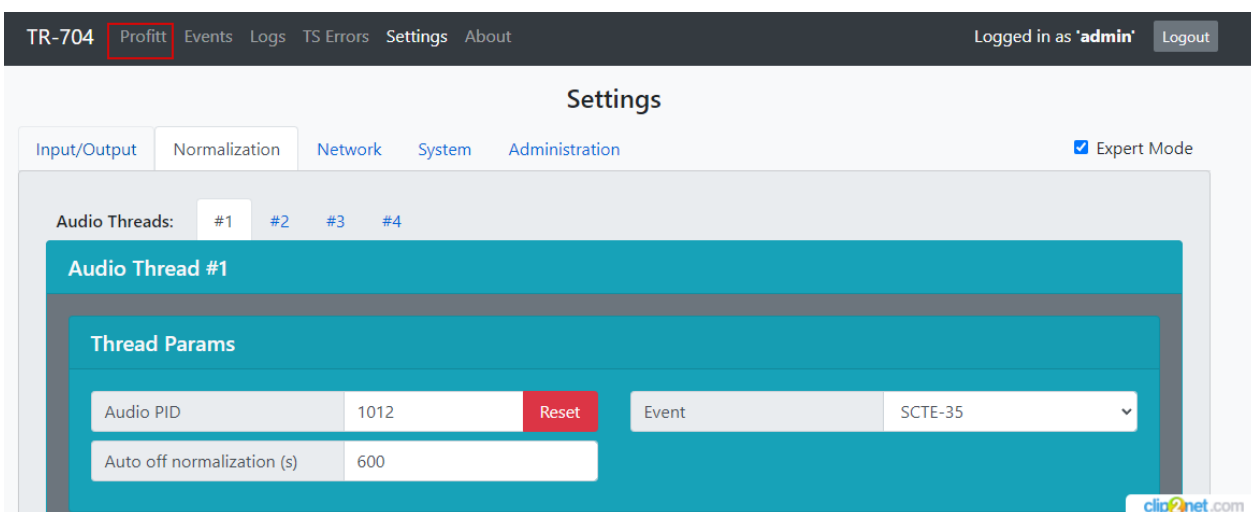 TR-704 Profitt Events Logs TS Errors Settings About Logged in as 'admin' Logout
Settings
Input/Output Normalization Network System Administration Expert Mode
Audio Threads: #1 #2 #3 #4
Audio Thread #1
Thread Params
Audio PID 1012 Reset Event SCTE-35
Auto off normalization (s) 600
clip2net.com